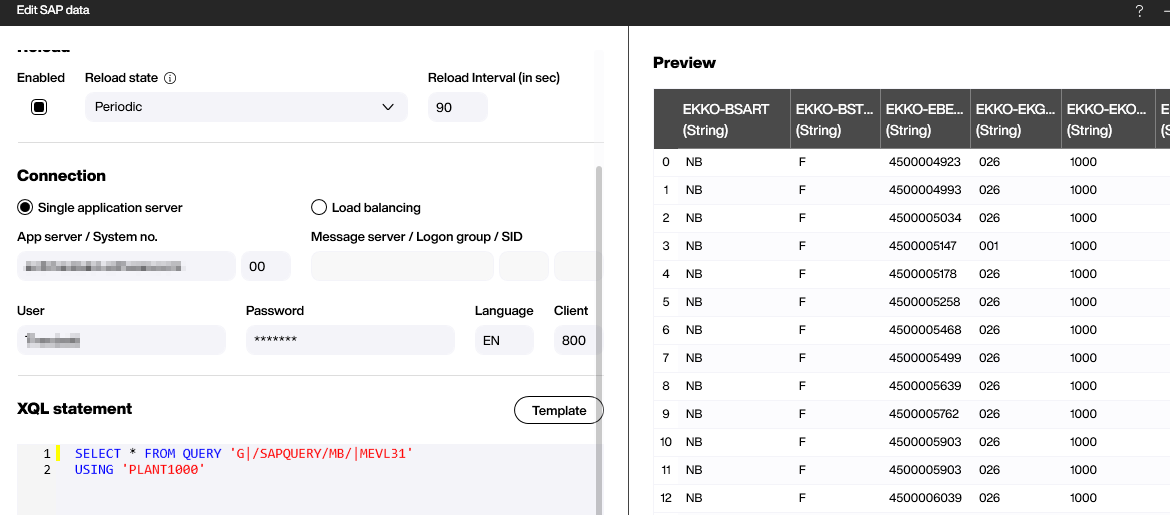 Edit SAP data
?
Reload
Enabled Reload state Reload Interval (in sec)
Periodic 90
Connection
Single application server Load balancing
App server / System no. Message server / Logon group / SID
00
User Password Language Client
******* EN 800
XQL statement Template
1 SELECT * FROM QUERY 'G|/SAPQUERY/MB/|MEVL31'
2 USING 'PLANT1000'
Preview
EKKO-BSART EKKO-BST... EKKO-EBE... EKKO-EKG... EKKO-EKO...
(String) (String) (String) (String) (String)
0 NB F 4500004923 026 1000
1 NB F 4500004993 026 1000
2 NB F 4500005034 026 1000
3 NB F 4500005147 001 1000
4 NB F 4500005178 026 1000
5 NB F 4500005258 026 1000
6 NB F 4500005468 026 1000
7 NB F 4500005499 026 1000
8 NB F 4500005639 026 1000
9 NB F 4500005762 026 1000
10 NB F 4500005903 026 1000
11 NB F 4500005903 026 1000
12 NB F 4500006039 026 1000